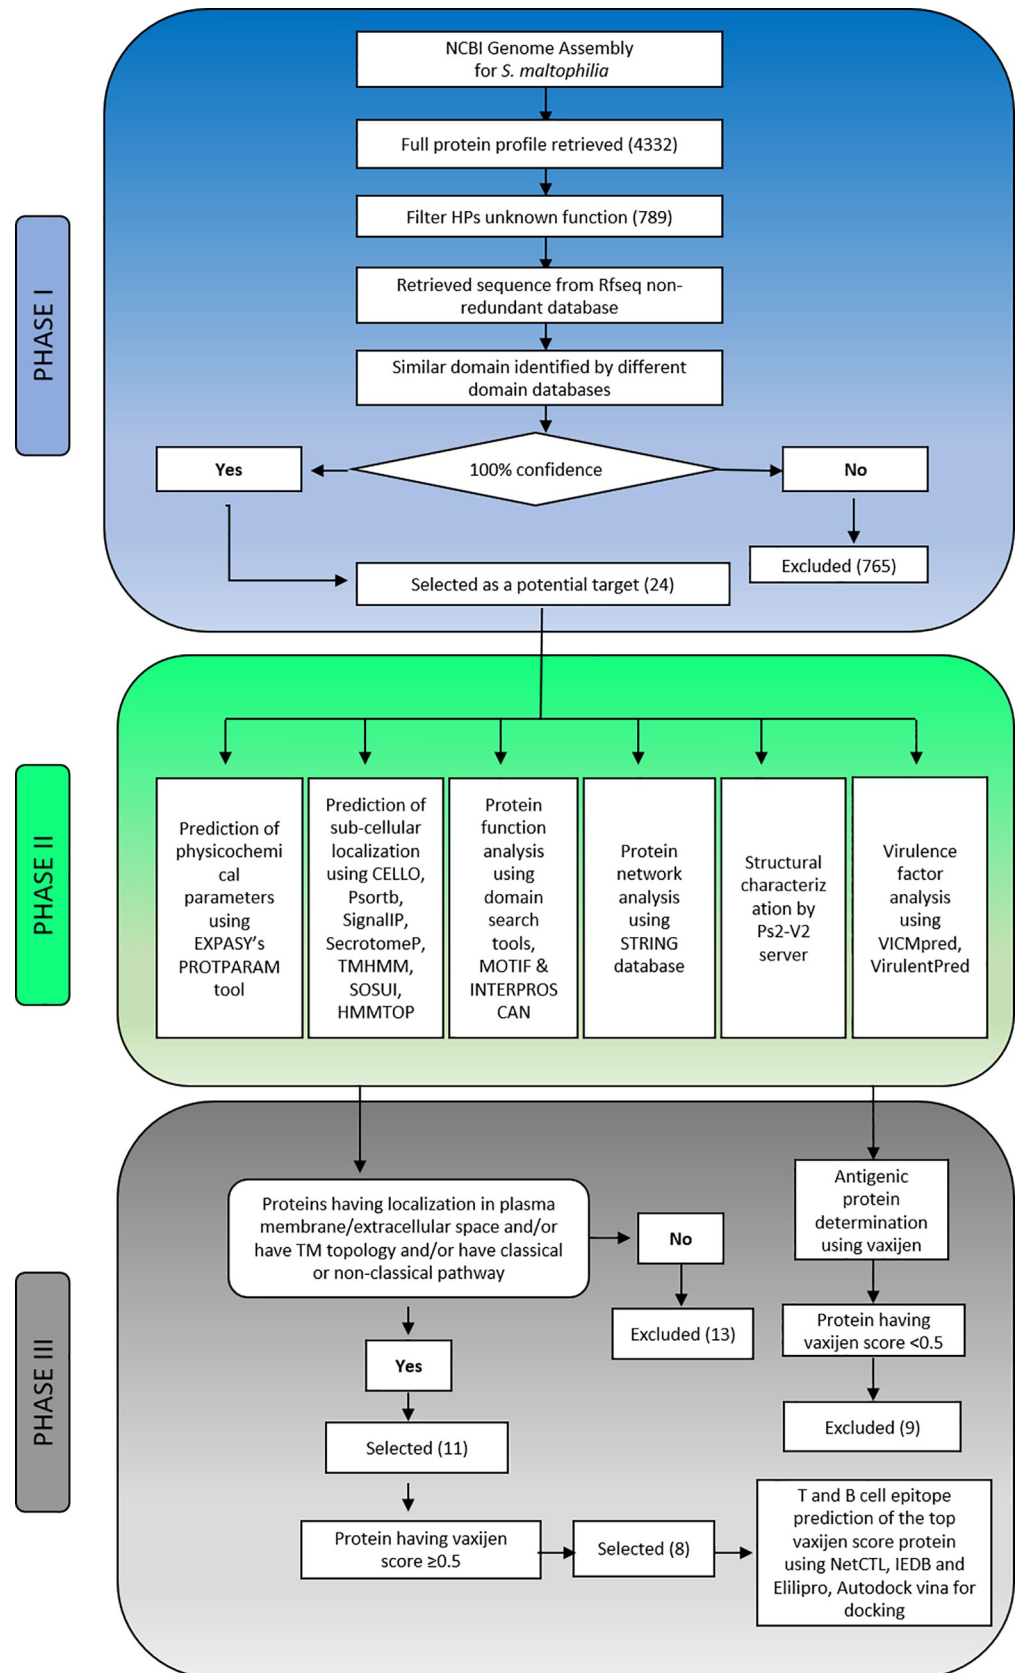 PHASE I
NCBI Genome Assembly
for S. maltophilia
Full protein profile retrieved (4332)
Filter HPs unknown function (789)
Retrieved sequence from Rfseq non-
redundant database
Similar domain identified by different
domain databases
100% confidence
Yes
No
Excluded (765)
Selected as a potential target (24)
PHASE II
Prediction of
physicochemi
cal
parameters
using
EXPASY’s
PROTPARAM
tool
Prediction of
sub-cellular
localization
using CELLO,
Psortb,
SignalIP,
SecrotomeP,
TMHMM,
SOSUI,
HMMTOP
Protein
function
analysis
using
domain
search
tools,
MOTIF &
INTERPROS
CAN
Protein
network
analysis
using
STRING
database
Structural
characteriz
ation by
Ps2-V2
server
Virulence
factor
analysis
using
VICMpred,
VirulentPred
PHASE III
Proteins having localization in plasma
membrane/extracellular space and/or
have TM topology and/or have classical
or non-classical pathway
No
Excluded (13)
Yes
Selected (11)
Protein having vaxijen
score ≥0.5
Selected (8)
Antigenic
protein
determination
using vaxijen
Protein having
vaxijen score <0.5
Excluded (9)
T and B cell epitope
prediction of the top
vaxijen score protein
using NetCTL, IEDB and
Elilipro, Autodock vina for
docking